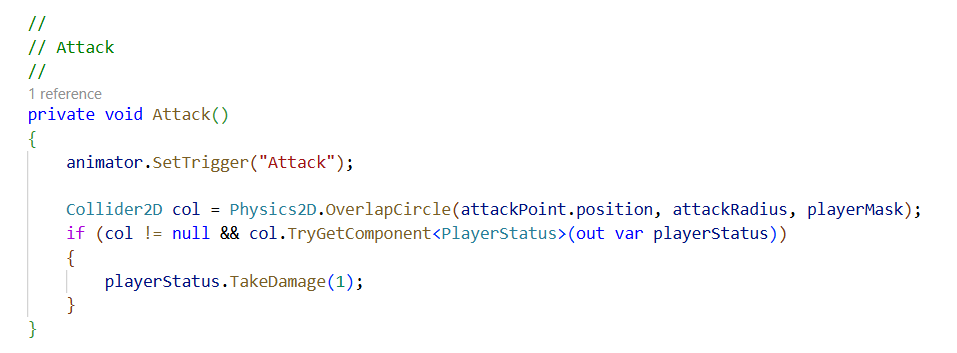 //
// Attack
//
1 reference
private void Attack()
{
animator.SetTrigger("Attack");
Collider2D col = Physics2D.OverlapCircle(attackPoint.position, attackRadius, playerMask);
if (col != null && col.TryGetComponent<PlayerStatus>(out var playerStatus))
{
playerStatus.TakeDamage(1);
}
}